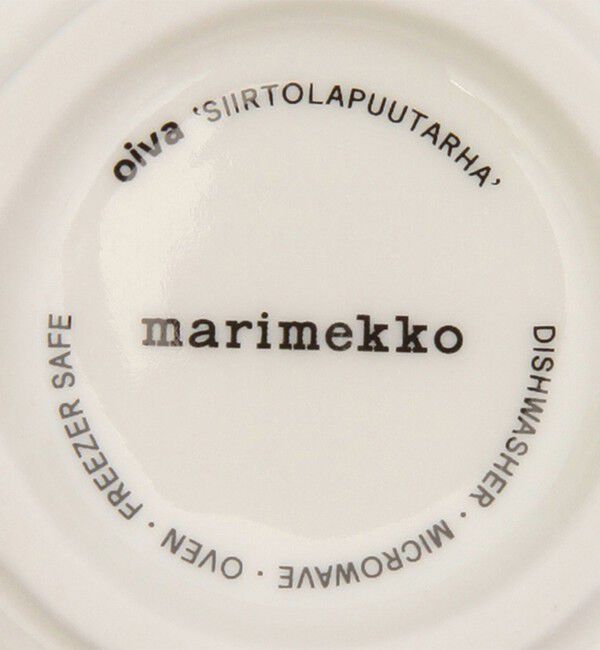 oiva ‘SIIRTOLAPUUTARHA’
marimekko
DISHWASHER · MICROWAVE · OVEN · FREEZER SAFE